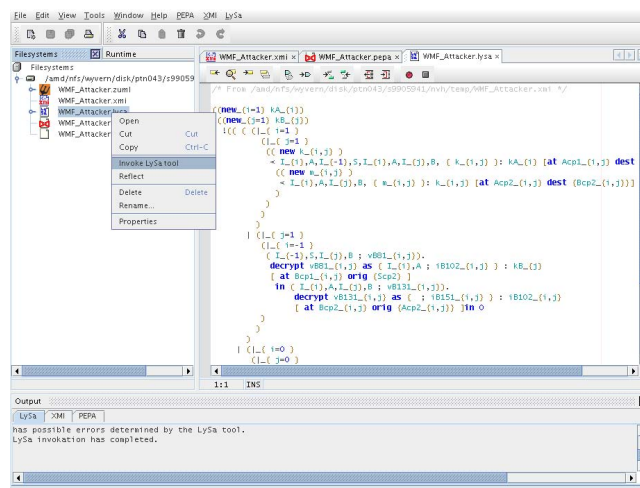 File Edit View Tools Window Help PEPA XMI LySa
Filesystems Runtime
WMF_Attacker.xmi WMF_Attacker.pepa WMF_Attacker.lysa
Filesystems
/amd/nfs/wyvern/disk/ptn043/s99059
WMF_Attacker.zuml
WMF_Attacker.xmi
WMF_Attacker.lysa
WMF_Attacker
WMF_Attacker
Open
Cut Cut
Copy Ctrl-C
Invoke LySa tool
Reflect
Delete Delete
Rename...
Properties
/* From /amd/nfs/wyvern/disk/ptn043/s9905941/nvh/temp/WMF_Attacker.xmi */
((new_{i=1} kA_{i})
((new_{j=1} kB_{j})
!(( ( (|_{ i=1 }
(|_{ j=1 }
(( new k_{i,j} )
< I_{i},A,I_{-1},S,I_{i},A,I_{j},B, { k_{i,j} }: kA_{i} [at Acp1_{i,j} dest
(( new m_{i,j} )
< I_{i},A,I_{j},B, { m_{i,j} }: k_{i,j} [at Acp2_{i,j} dest {Bcp2_{i,j}}]
)
)
)
)
| (|_{ j=1 }
(|_{ i=-1 }
( I_{-1},S,I_{j},B ; vBB1_{i,j}).
decrypt vBB1_{i,j} as { I_{i},A ; iB102_{i,j} } : kB_{j}
[ at Bcp1_{i,j} orig {Scp2} ]
in ( I_{i},A,I_{j},B ; vB131_{i,j}).
decrypt vB131_{i,j} as { ; iB151_{i,j} } : iB102_{i,j}
[ at Bcp2_{i,j} orig {Acp2_{i,j}} ]in 0
)
)
)
| (|_{ i=0 }
(|_{ j=0 }
1:1 INS
Output
LySa XMI PEPA
has possible errors determined by the LySa tool.
LySa invokation has completed.